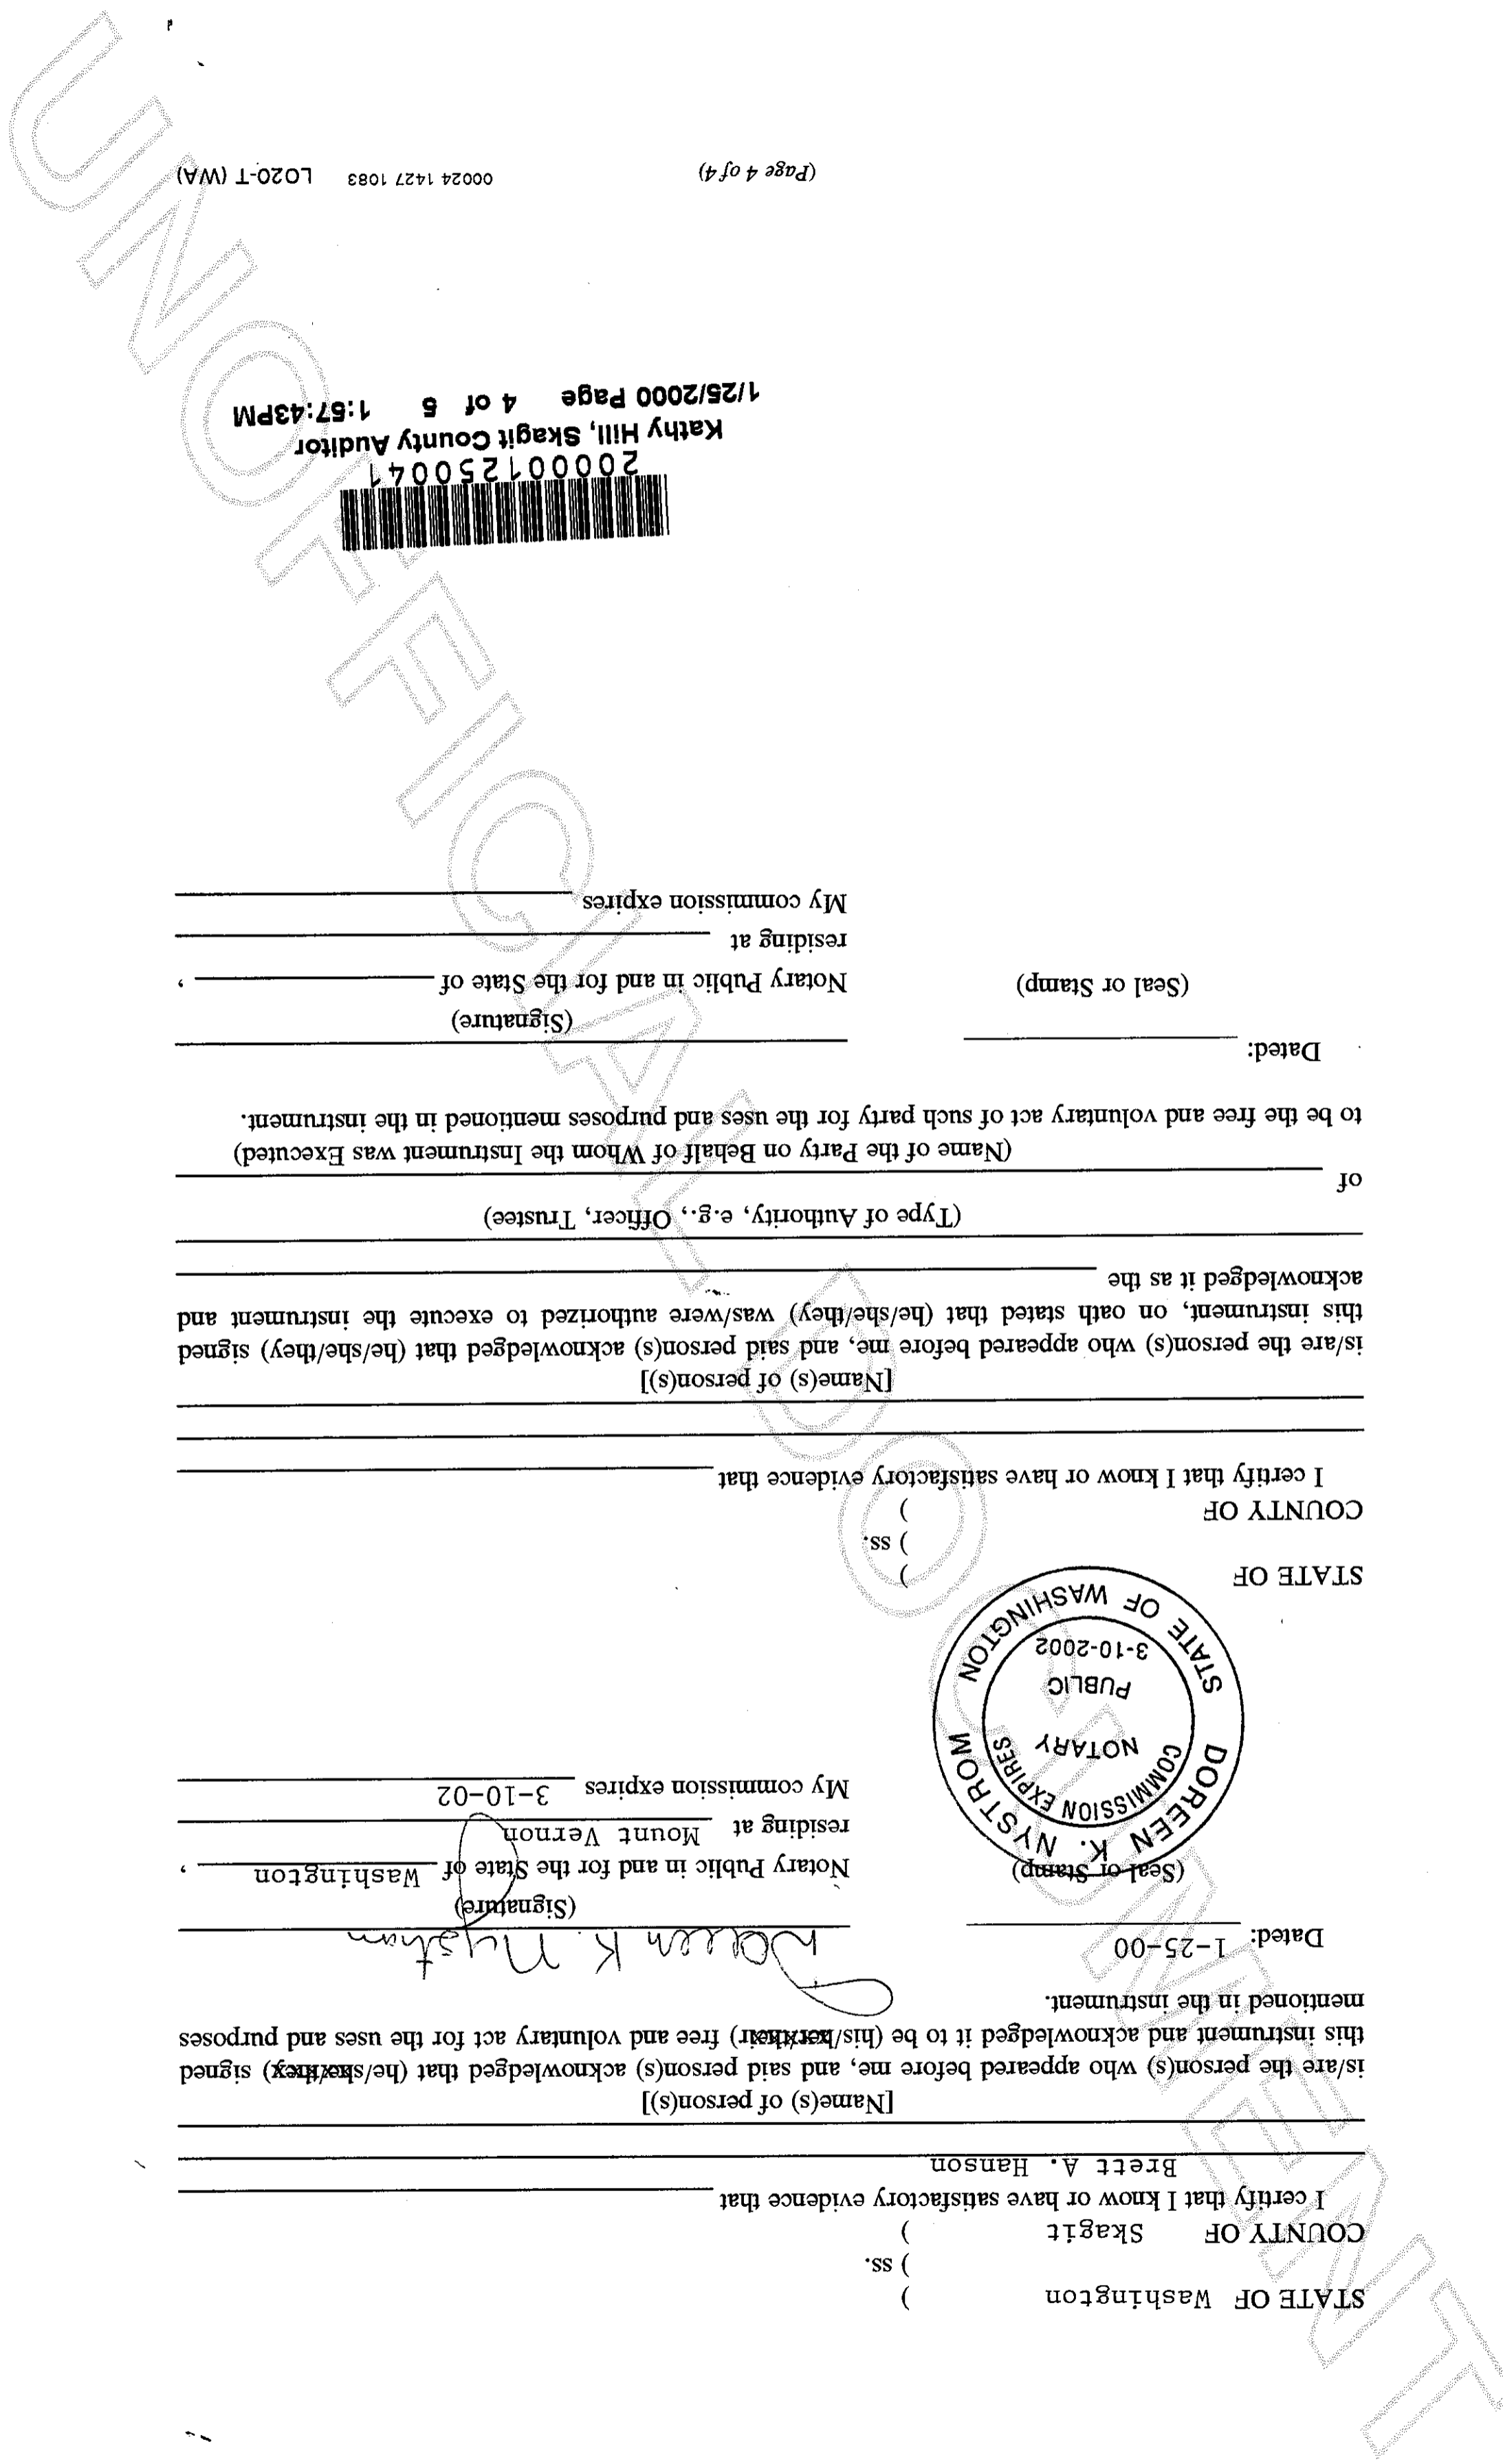 STATE OF Washington )
) ss.
COUNTY OF Skagit )
I certify that I know or have satisfactory evidence that
Brett A. Hanson
[Name(s) of person(s)]
is/are the person(s) who appeared before me, and said person(s) acknowledged that (he/she/they) signed
this instrument and acknowledged it to be (his/her/their) free and voluntary act for the uses and purposes
mentioned in the instrument.
Dated: 1-25-00
Doreen K. Nystrom
(Signature)
(Seal or Stamp)
Notary Public in and for the State of Washington ,
residing at Mount Vernon
My commission expires 3-10-02
DOREEN K. NYSTROM
COMMISSION EXPIRES
NOTARY
PUBLIC
3-10-2002
STATE OF WASHINGTON
STATE OF )
) ss.
COUNTY OF )
I certify that I know or have satisfactory evidence that
[Name(s) of person(s)]
is/are the person(s) who appeared before me, and said person(s) acknowledged that (he/she/they) signed
this instrument, on oath stated that (he/she/they) was/were authorized to execute the instrument and
acknowledged it as the
(Type of Authority, e.g., Officer, Trustee)
of
(Name of the Party on Behalf of Whom the Instrument was Executed)
to be the free and voluntary act of such party for the uses and purposes mentioned in the instrument.
Dated:
(Signature)
(Seal or Stamp)
Notary Public in and for the State of ,
residing at
My commission expires
200001250041
Kathy Hill, Skagit County Auditor
1/25/2000 Page 4 of 5 1:57:43PM
(Page 4 of 4)
00024 1427 1083 L020-T (WA)
UNOFFICIAL DOCUMENT